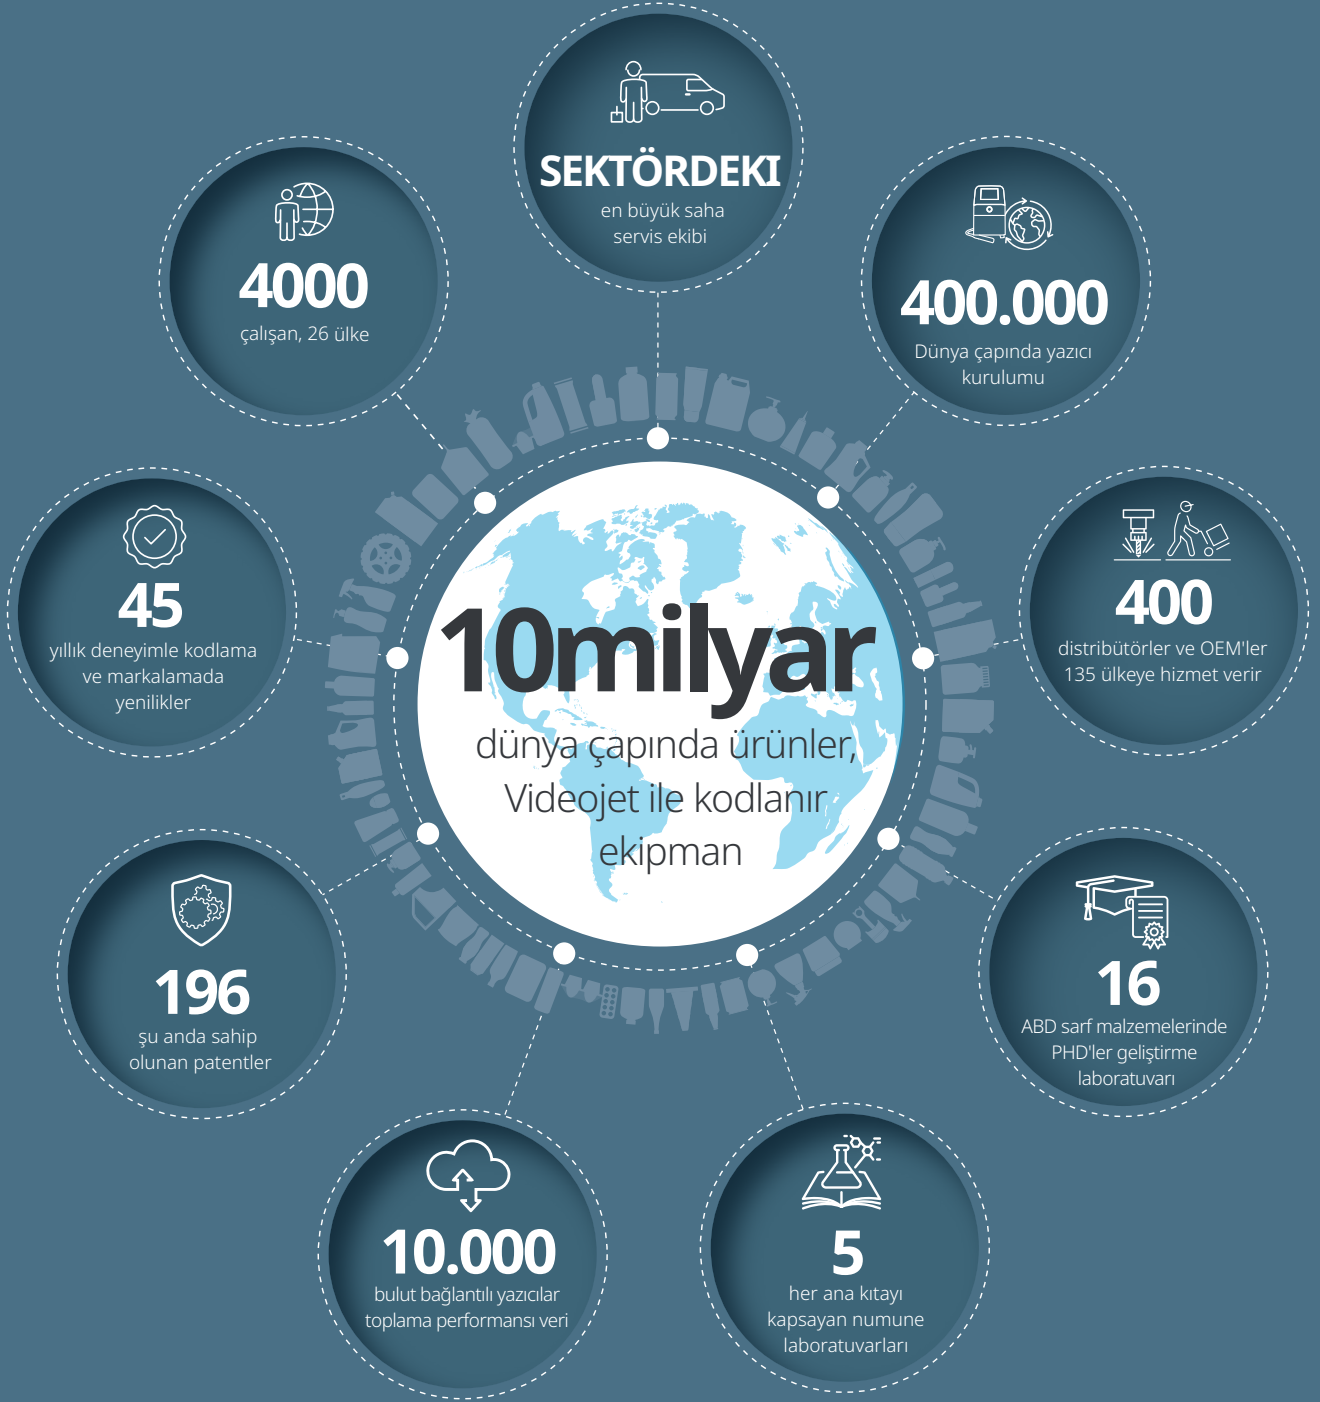 SEKTÖRDEKI
en büyük saha
servis ekibi
4000
çalışan, 26 ülke
400.000
Dünya çapında yazıcı
kurulumu
45
yıllık deneyimle kodlama
ve markalamada
yenilikler
400
distribütörler ve OEM'ler
135 ülkeye hizmet verir
10milyar
dünya çapında ürünler,
Videojet ile kodlanır
ekipman
196
şu anda sahip
olunan patentler
16
ABD sarf malzemelerinde
PHD'ler geliştirme
laboratuvarı
10.000
bulut bağlantılı yazıcılar
toplama performansı veri
5
her ana kıtayı
kapsayan numune
laboratuvarları